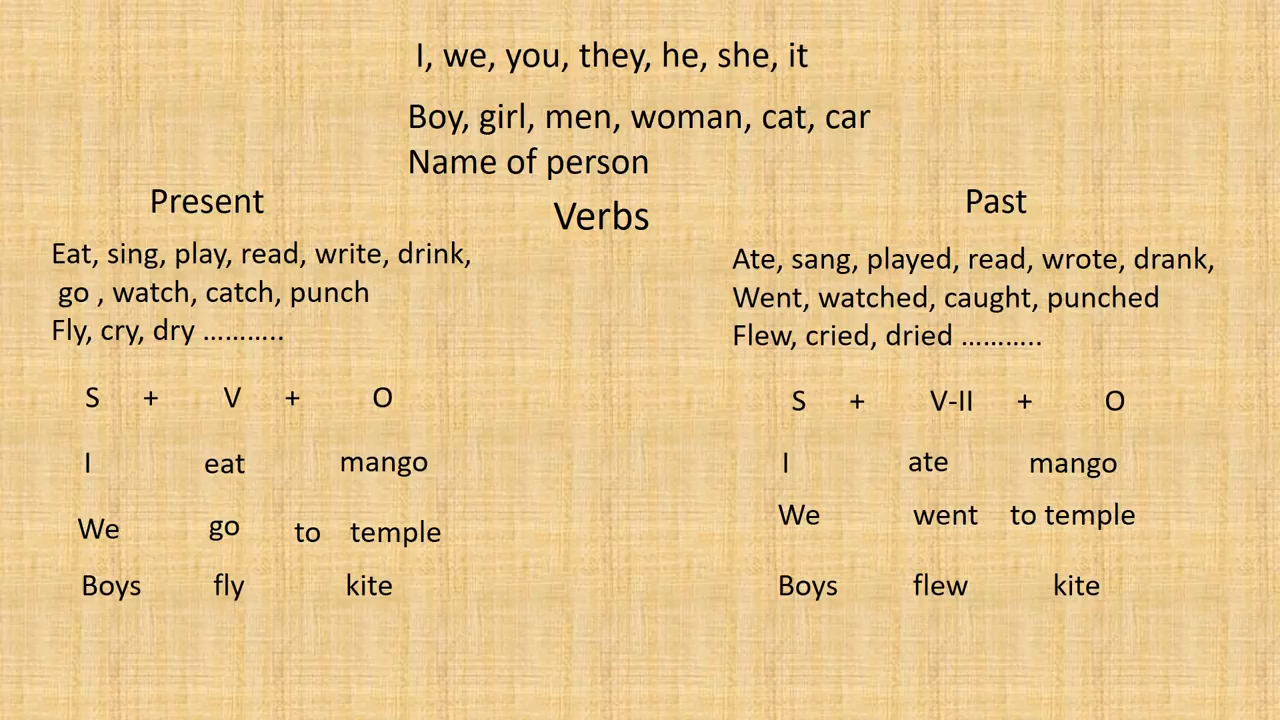 I, we, you, they, he, she, it
Boy, girl, men, woman, cat, car
Name of person
Verbs
Present
Eat, sing, play, read, write, drink,
go , watch, catch, punch
Fly, cry, dry ………..
S + V + O
I eat mango
We go to temple
Boys fly kite
Past
Ate, sang, played, read, wrote, drank,
Went, watched, caught, punched
Flew, cried, dried ………..
S + V-II + O
I ate mango
We went to temple
Boys flew kite